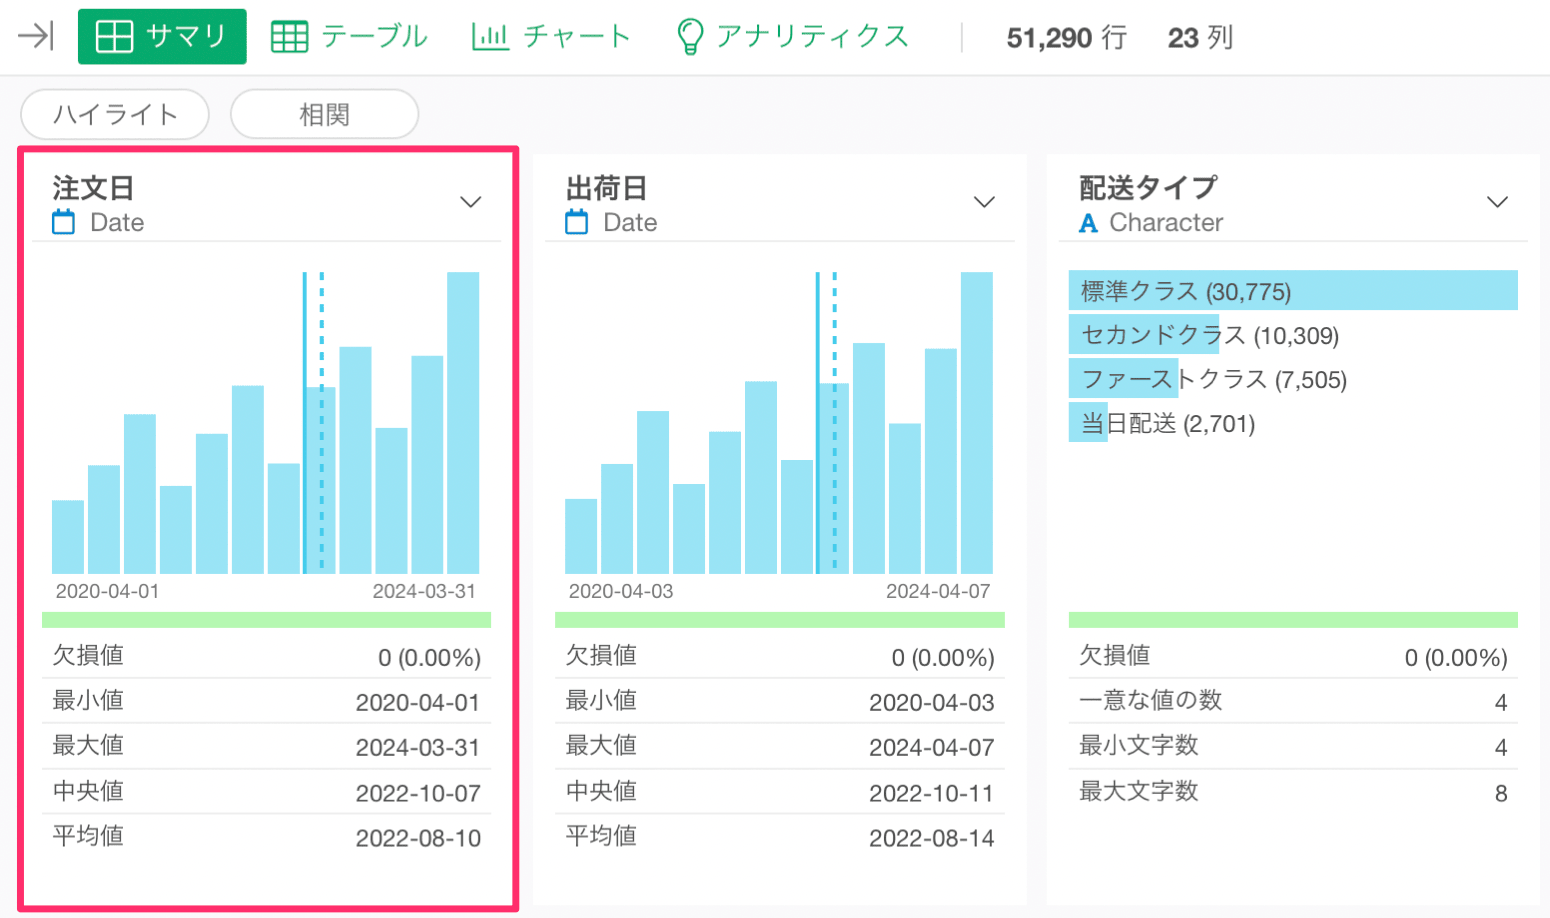 サマリ テーブル チャート アナリティクス 51,290 行 23 列
ハイライト 相関
注文日
Date
2020-04-01 2024-03-31
欠損値 0 (0.00%)
最小値 2020-04-01
最大値 2024-03-31
中央値 2022-10-07
平均値 2022-08-10
出荷日
Date
2020-04-03 2024-04-07
欠損値 0 (0.00%)
最小値 2020-04-03
最大値 2024-04-07
中央値 2022-10-11
平均値 2022-08-14
配送タイプ
A Character
標準クラス (30,775)
セカンドクラス (10,309)
ファーストクラス (7,505)
当日配送 (2,701)
欠損値 0 (0.00%)
一意な値の数 4
最小文字数 4
最大文字数 8